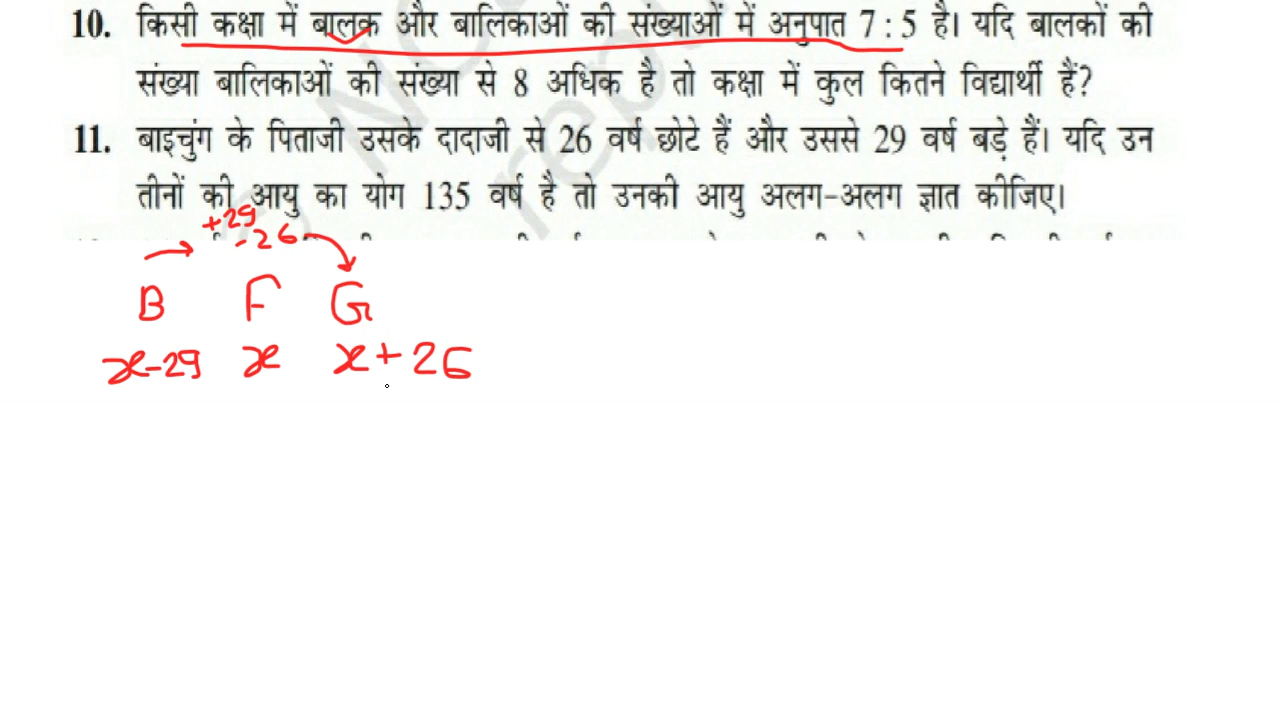 10. किसी कक्षा में बालक और बालिकाओं की संख्याओं में अनुपात 7 : 5 है। यदि बालकों की
संख्या बालिकाओं की संख्या से 8 अधिक है तो कक्षा में कुल कितने विद्यार्थी हैं?
11. बाइचुंग के पिताजी उसके दादाजी से 26 वर्ष छोटे हैं और उससे 29 वर्ष बड़े हैं। यदि उन
तीनों की आयु का योग 135 वर्ष है तो उनकी आयु अलग-अलग ज्ञात कीजिए।
+29
-26
B F G
x-29 x x+26